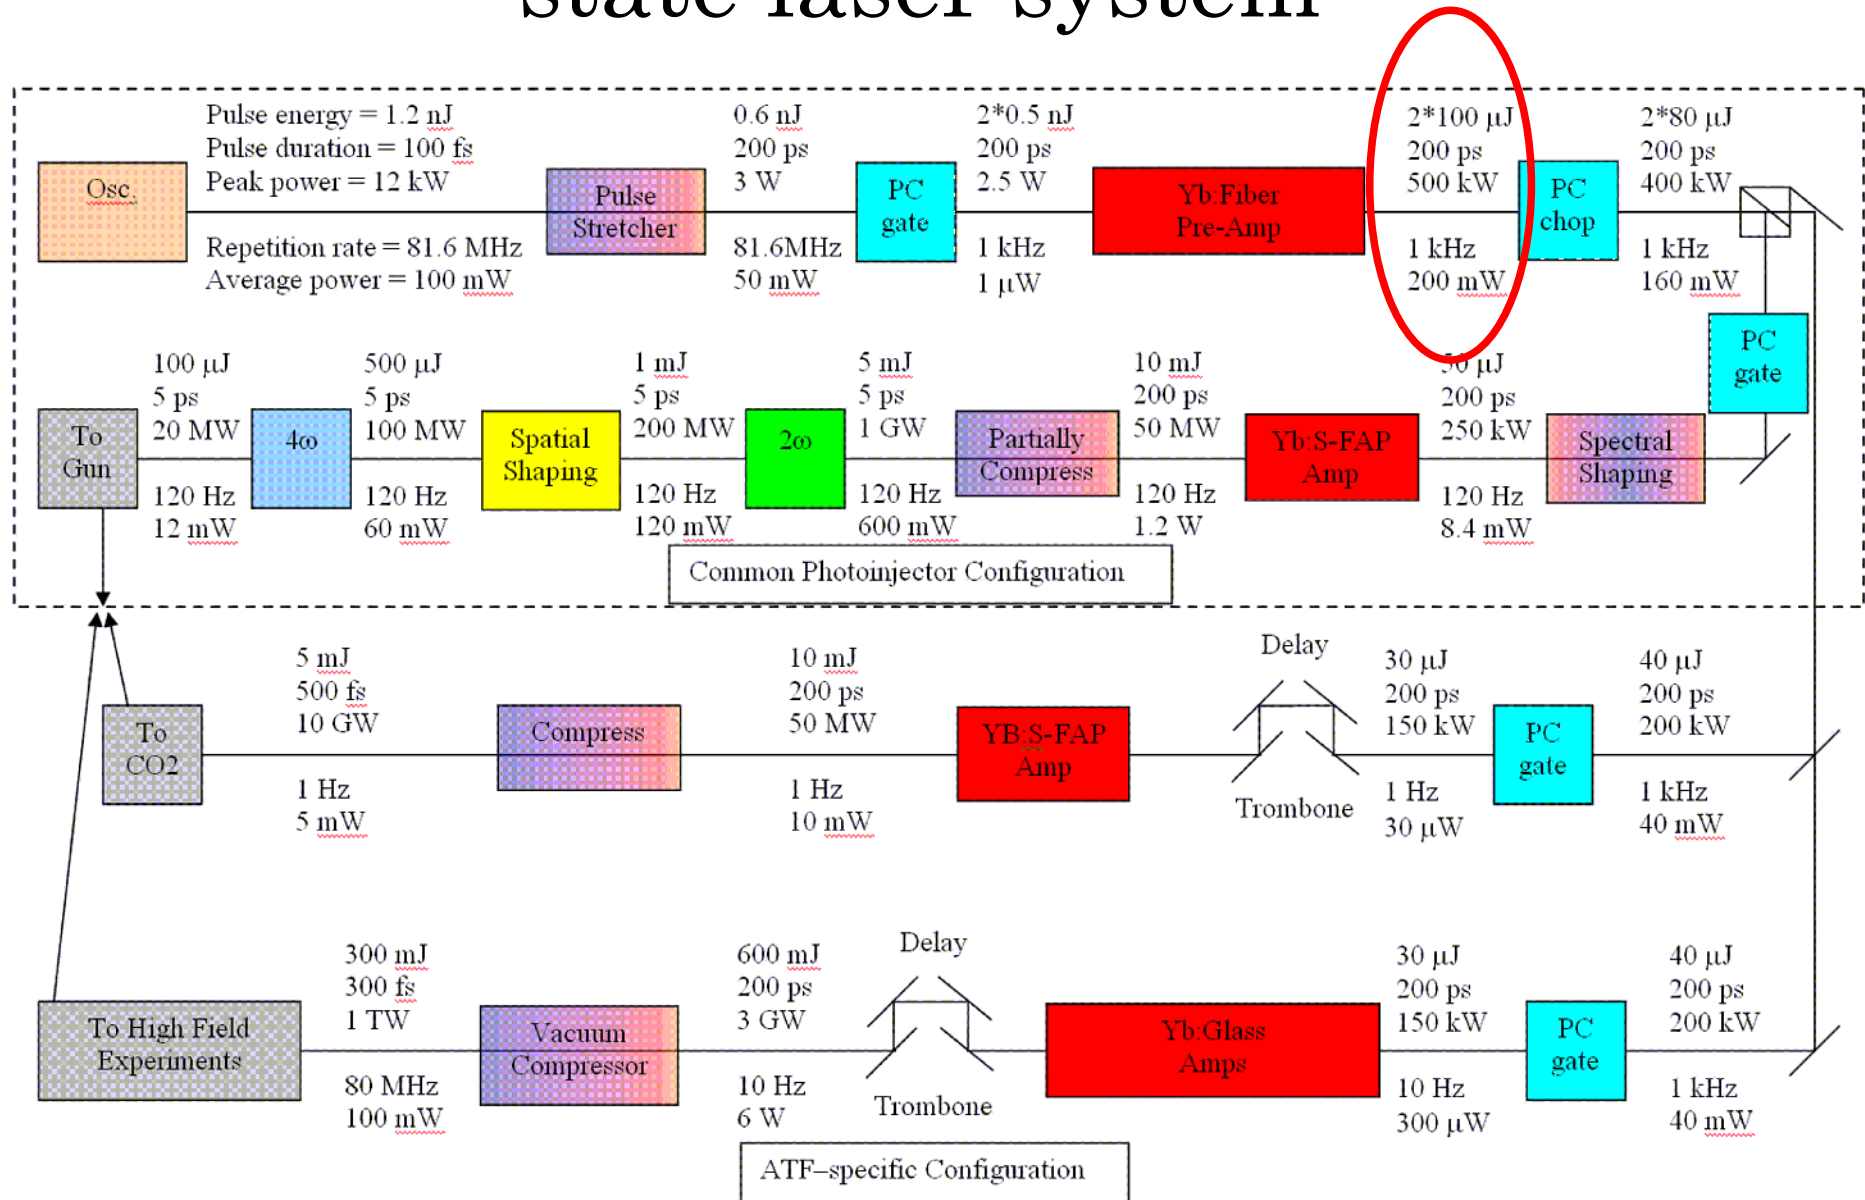 state laser system
Pulse energy = 1.2 nJ
Pulse duration = 100 fs
Peak power = 12 kW
Repetition rate = 81.6 MHz
Average power = 100 mW
Osc.
Pulse
Stretcher
0.6 nJ
200 ps
3 W
81.6MHz
50 mW
PC
gate
2*0.5 nJ
200 ps
2.5 W
1 kHz
1 μW
Yb:Fiber
Pre-Amp
2*100 μJ
200 ps
500 kW
1 kHz
200 mW
PC
chop
2*80 μJ
200 ps
400 kW
1 kHz
160 mW
PC
gate
To
Gun
100 μJ
5 ps
20 MW
120 Hz
12 mW
4ω
500 μJ
5 ps
100 MW
120 Hz
60 mW
Spatial
Shaping
1 mJ
5 ps
200 MW
120 Hz
120 mW
2ω
5 mJ
5 ps
1 GW
120 Hz
600 mW
Partially
Compress
10 mJ
200 ps
50 MW
120 Hz
1.2 W
Yb:S-FAP
Amp
50 μJ
200 ps
250 kW
120 Hz
8.4 mW
Spectral
Shaping
Common Photoinjector Configuration
To
CO2
5 mJ
500 fs
10 GW
1 Hz
5 mW
Compress
10 mJ
200 ps
50 MW
1 Hz
10 mW
YB:S-FAP
Amp
Delay
Trombone
30 μJ
200 ps
150 kW
1 Hz
30 μW
PC
gate
40 μJ
200 ps
200 kW
1 kHz
40 mW
To High Field
Experiments
300 mJ
300 fs
1 TW
80 MHz
100 mW
Vacuum
Compressor
600 mJ
200 ps
3 GW
10 Hz
6 W
Delay
Trombone
Yb:Glass
Amps
30 μJ
200 ps
150 kW
10 Hz
300 μW
PC
gate
40 μJ
200 ps
200 kW
1 kHz
40 mW
ATF–specific Configuration